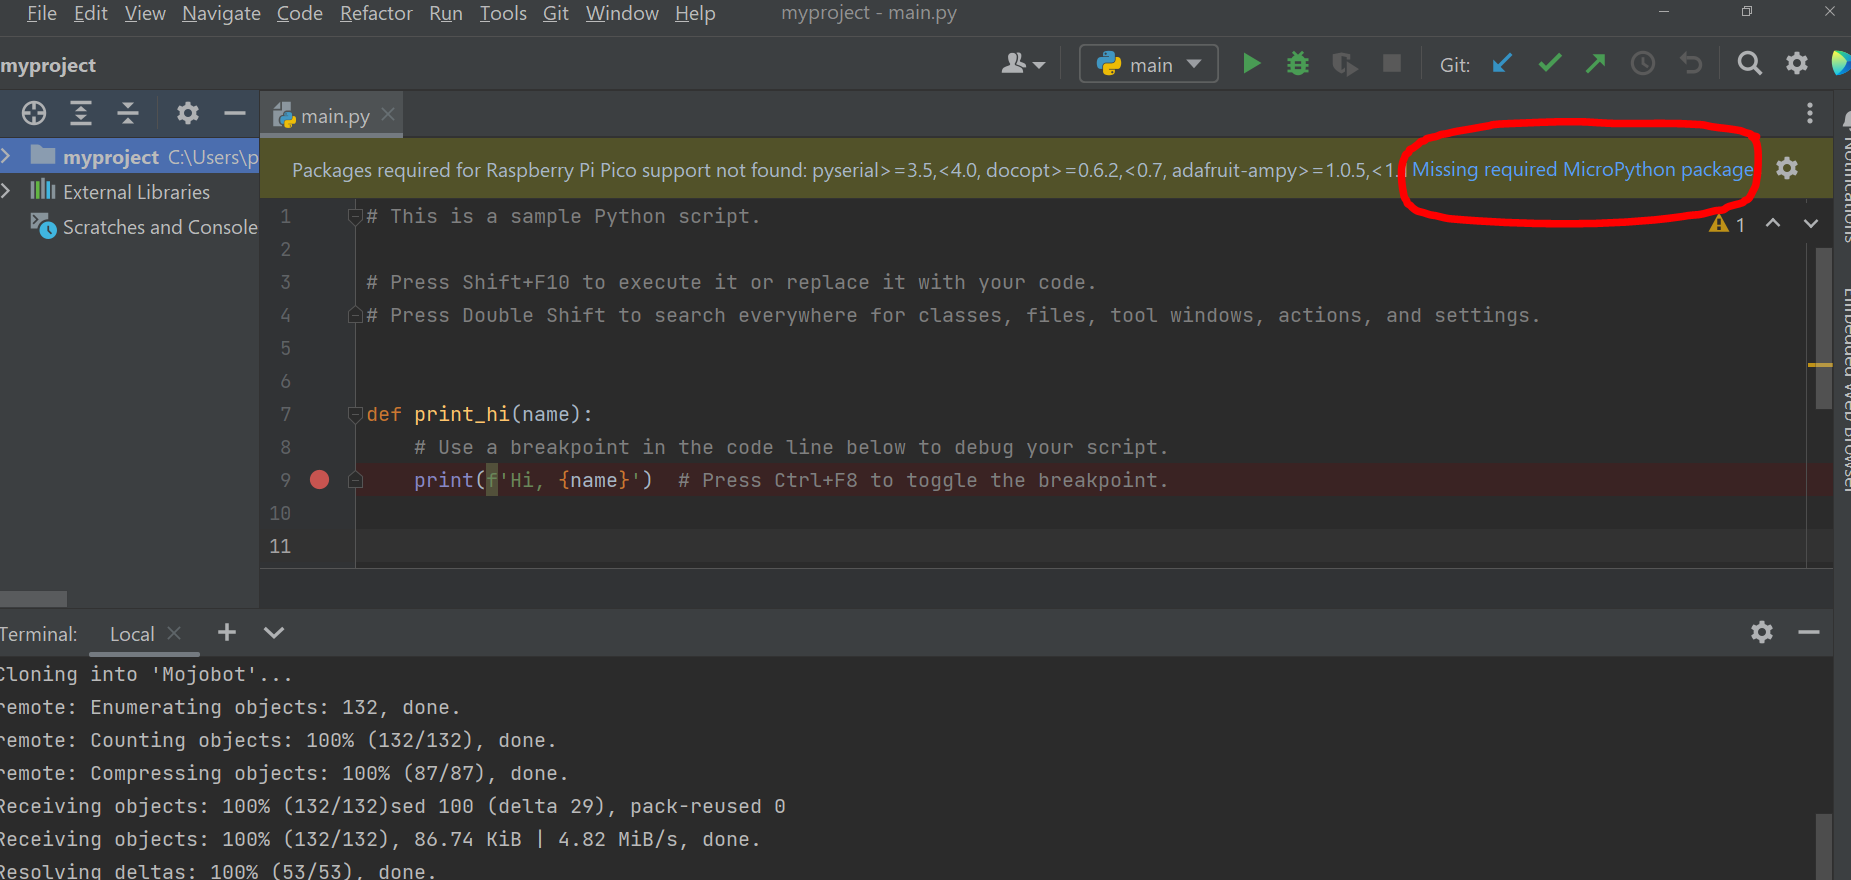 File Edit View Navigate Code Refactor Run Tools Git Window Help myproject - main.py
myproject
main
Git:
main.py
myproject C:\Users\p
External Libraries
Scratches and Console
Packages required for Raspberry Pi Pico support not found: pyserial>=3.5,<4.0, docopt>=0.6.2,<0.7, adafruit-ampy>=1.0.5,<1. Missing required MicroPython package
1
1 # This is a sample Python script.
2
3 # Press Shift+F10 to execute it or replace it with your code.
4 # Press Double Shift to search everywhere for classes, files, tool windows, actions, and settings.
5
6
7 def print_hi(name):
8 # Use a breakpoint in the code line below to debug your script.
9 print(f'Hi, {name}') # Press Ctrl+F8 to toggle the breakpoint.
10
11
Notifications
Embedded Web Browser
Terminal: Local
Cloning into 'Mojobot'...
remote: Enumerating objects: 132, done.
remote: Counting objects: 100% (132/132), done.
remote: Compressing objects: 100% (87/87), done.
Receiving objects: 100% (132/132)sed 100 (delta 29), pack-reused 0
Receiving objects: 100% (132/132), 86.74 KiB | 4.82 MiB/s, done.
Resolving deltas: 100% (53/53), done.